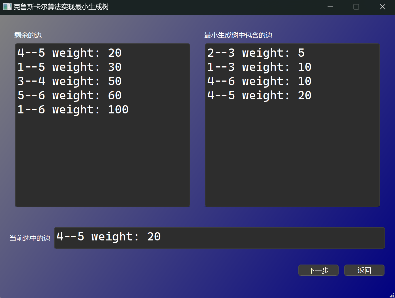 克鲁斯卡尔算法实现最小生成树
剩余的边
4--5 weight: 20
1--5 weight: 30
3--4 weight: 50
5--6 weight: 60
1--6 weight: 100
最小生成树中包含的边
2--3 weight: 5
1--3 weight: 10
4--6 weight: 10
4--5 weight: 20
当前选中的边
4--5 weight: 20
下一步
返回